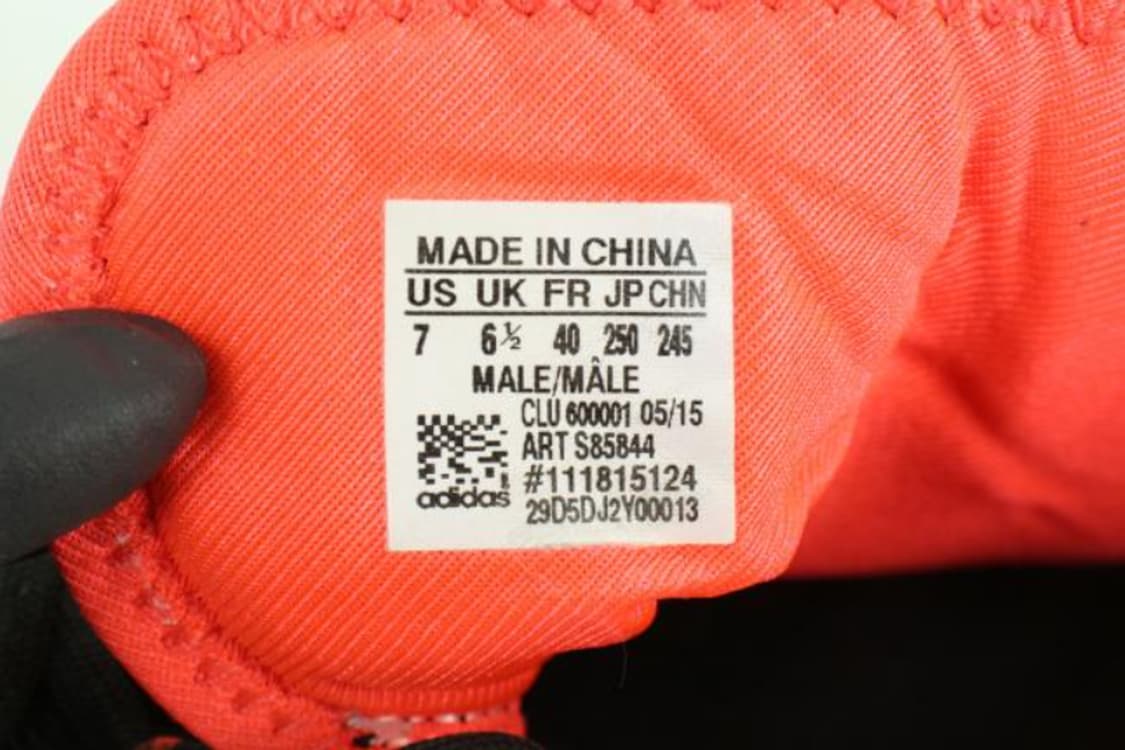 MADE IN CHINA
US UK FR JP CHN
7 6½ 40 250 245
MALE/MÂLE
CLU 600001 05/15
ART S85844
#111815124
adidas
29D5DJ2Y00013